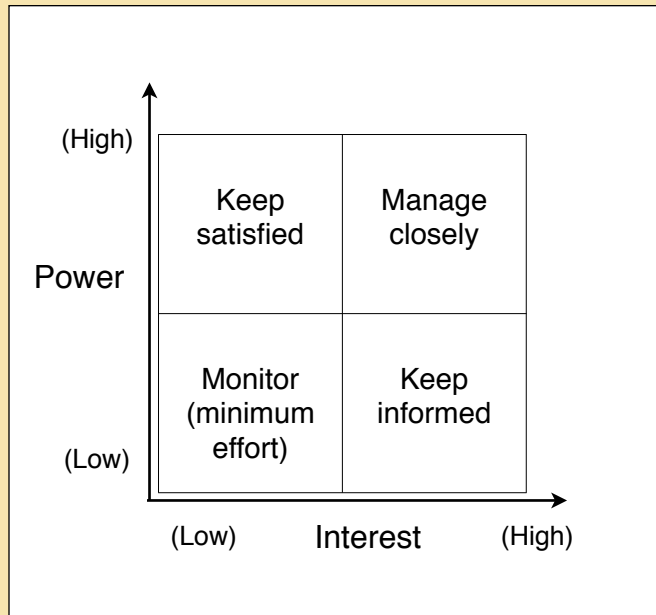 (High)
Keep
satisfied
Manage
closely
Power
Monitor
(minimum
effort)
Keep
informed
(Low)
(Low)
Interest
(High)